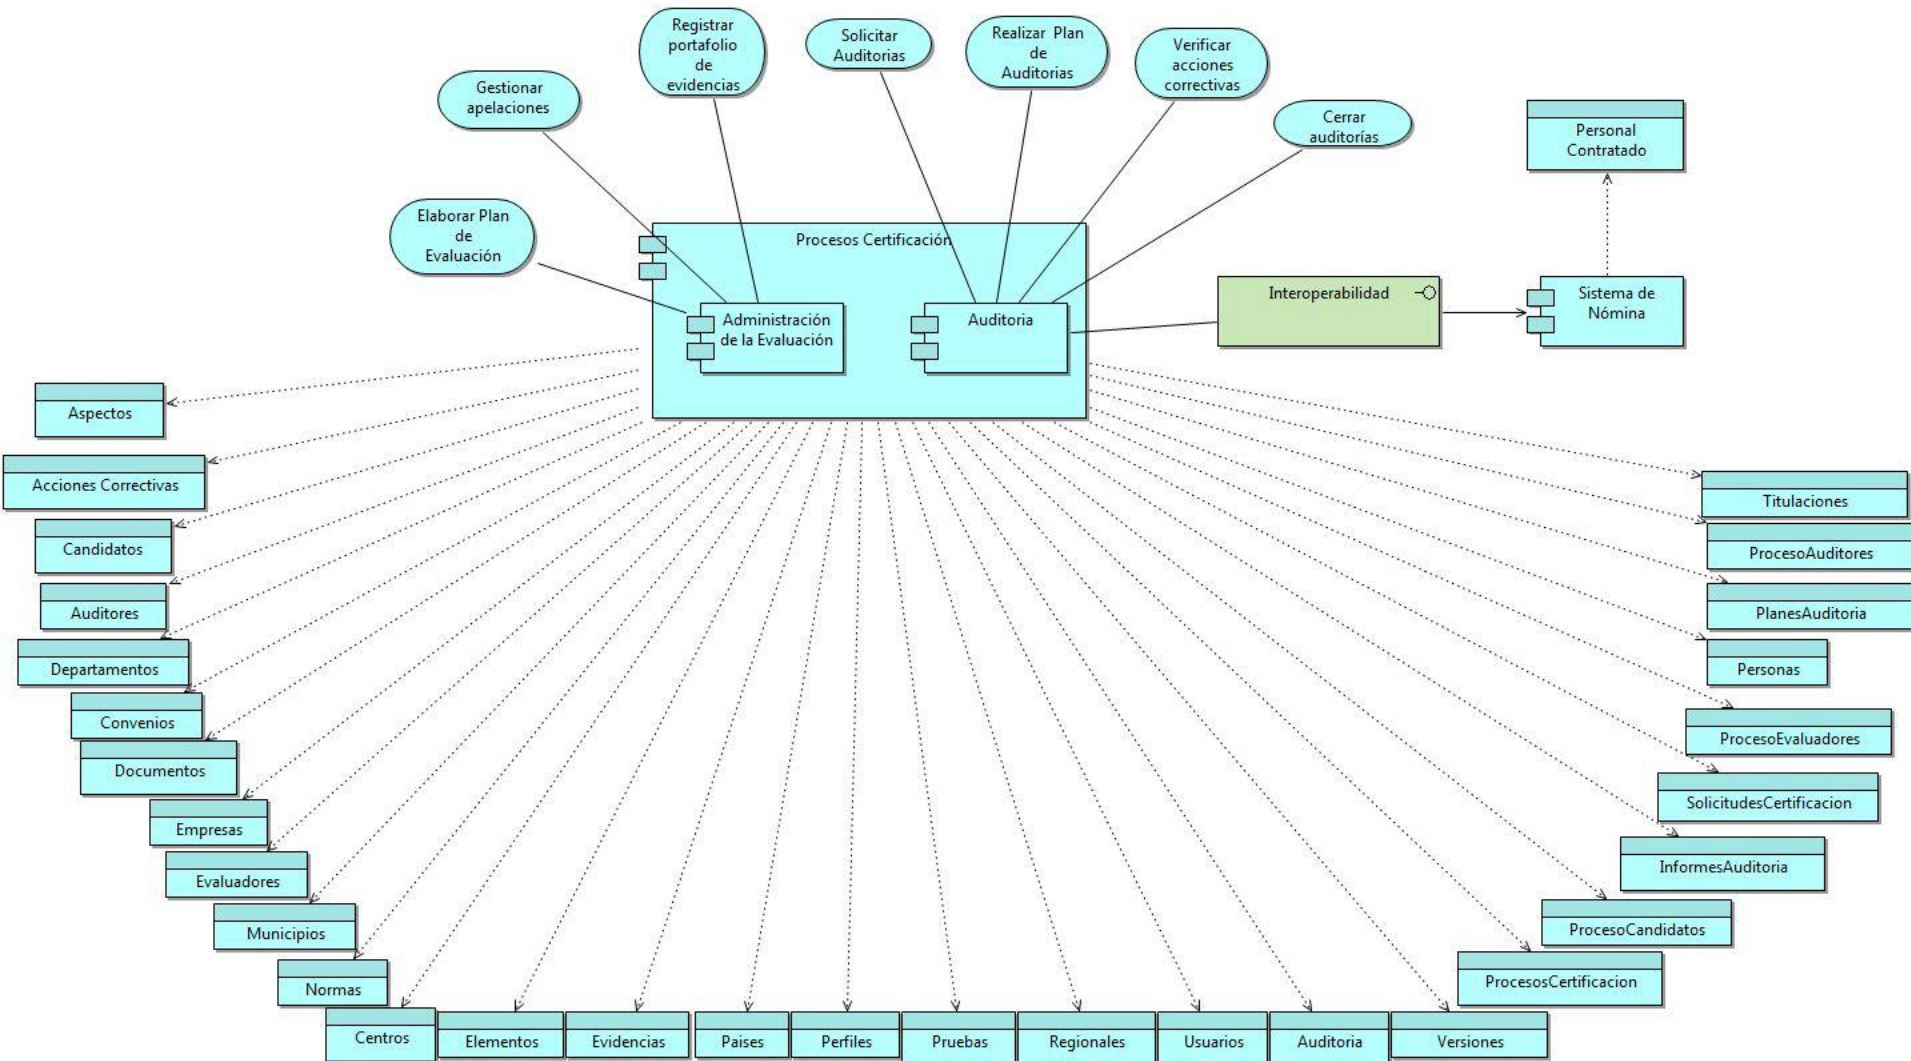 Registrar
portafolio
de
evidencias
Solicitar
Auditorias
Realizar Plan
de
Auditorias
Verificar
acciones
correctivas
Gestionar
apelaciones
Cerrar
auditorías
Personal
Contratado
Elaborar Plan
de
Evaluación
Procesos Certificación
Administración
de la Evaluación
Auditoria
Interoperabilidad
Sistema de
Nómina
Aspectos
Acciones Correctivas
Candidatos
Auditores
Departamentos
Convenios
Documentos
Empresas
Evaluadores
Municipios
Normas
Centros
Elementos
Evidencias
Paises
Perfiles
Pruebas
Regionales
Usuarios
Auditoria
Versiones
ProcesosCertificacion
ProcesoCandidatos
InformesAuditoria
SolicitudesCertificacion
ProcesoEvaluadores
Personas
PlanesAuditoria
ProcesoAuditores
Titulaciones